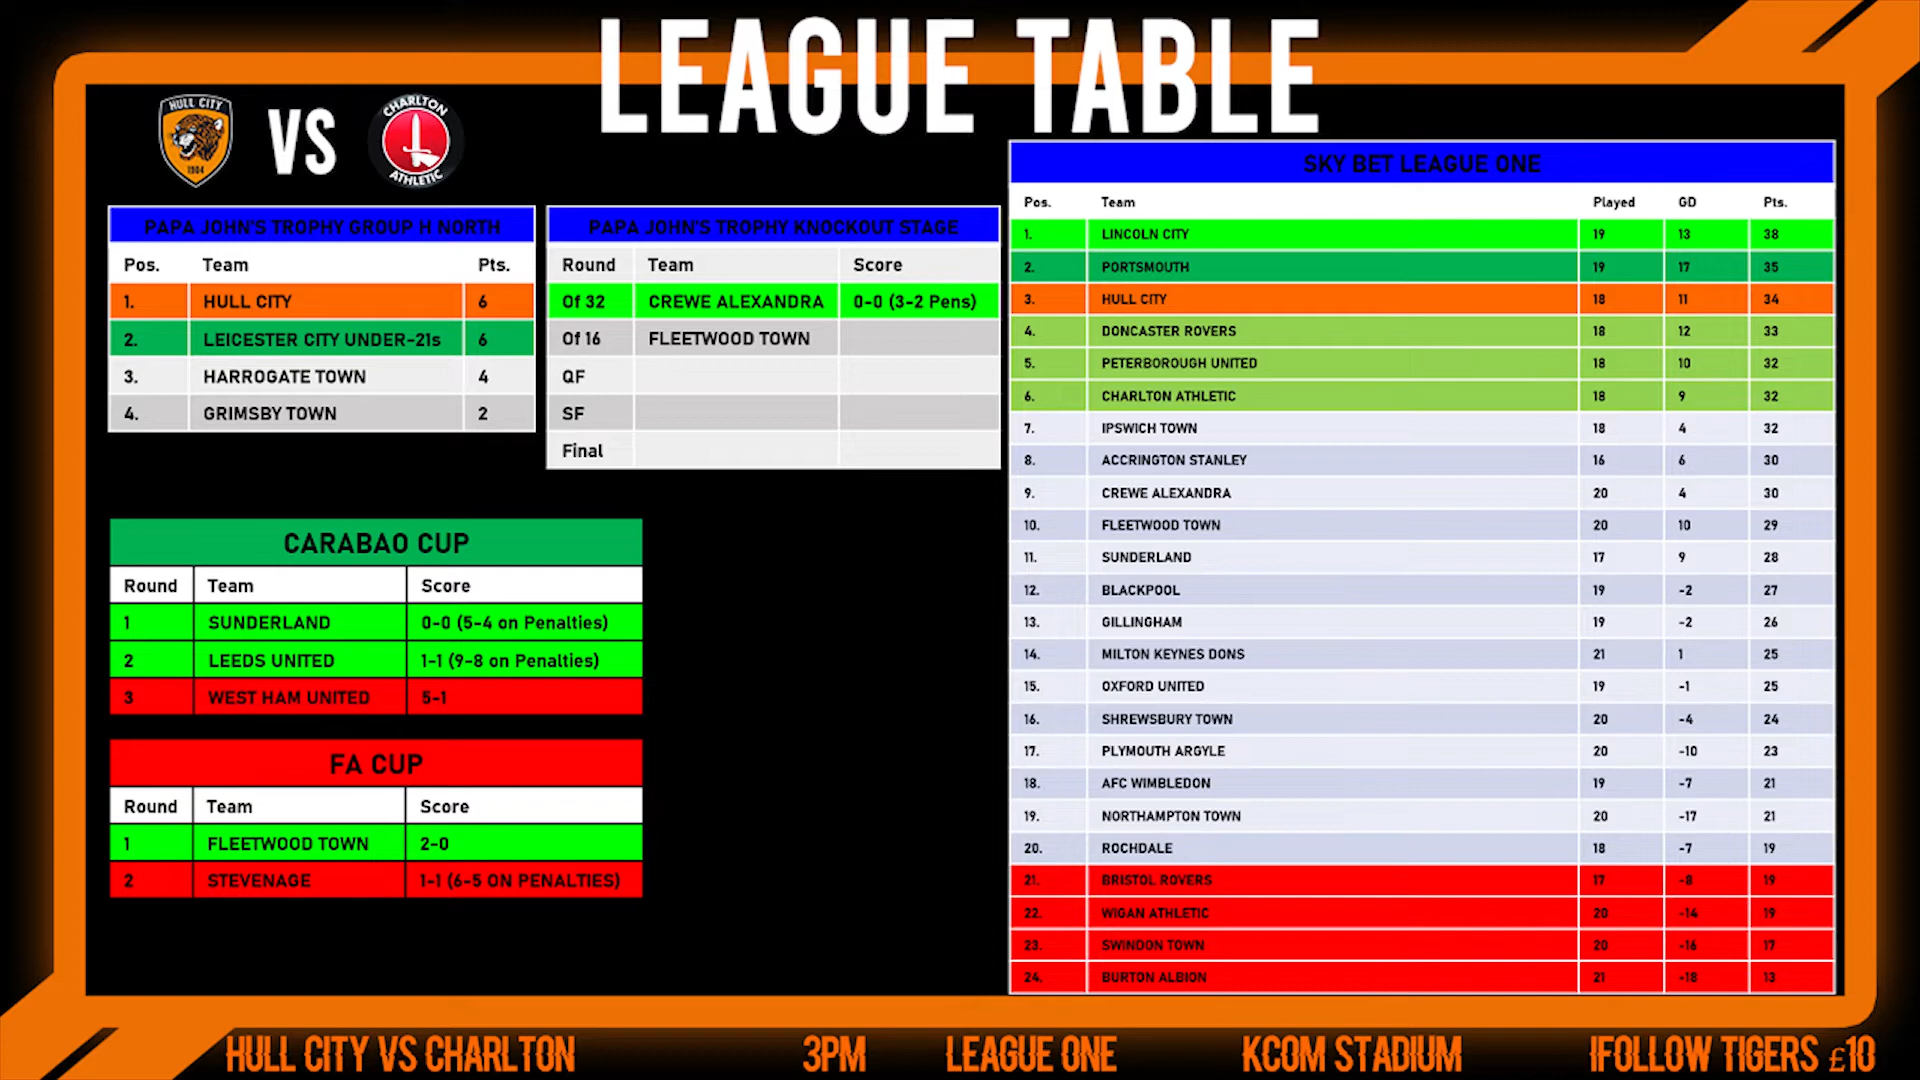 LEAGUE TABLE
HULL CITY
1904
VS
CHARLTON
ATHLETIC
PAPA JOHN'S TROPHY GROUP H NORTH
Pos. Team Pts.
1. HULL CITY 6
2. LEICESTER CITY UNDER-21s 6
3. HARROGATE TOWN 4
4. GRIMSBY TOWN 2
PAPA JOHN'S TROPHY KNOCKOUT STAGE
Round Team Score
Of 32 CREWE ALEXANDRA 0-0 (3-2 Pens)
Of 16 FLEETWOOD TOWN
QF
SF
Final
CARABAO CUP
Round Team Score
1 SUNDERLAND 0-0 (5-4 on Penalties)
2 LEEDS UNITED 1-1 (9-8 on Penalties)
3 WEST HAM UNITED 5-1
FA CUP
Round Team Score
1 FLEETWOOD TOWN 2-0
2 STEVENAGE 1-1 (6-5 ON PENALTIES)
SKY BET LEAGUE ONE
Pos. Team Played GD Pts.
1. LINCOLN CITY 19 13 38
2. PORTSMOUTH 19 17 35
3. HULL CITY 18 11 34
4. DONCASTER ROVERS 18 12 33
5. PETERBOROUGH UNITED 18 10 32
6. CHARLTON ATHLETIC 18 9 32
7. IPSWICH TOWN 18 4 32
8. ACCRINGTON STANLEY 16 6 30
9. CREWE ALEXANDRA 20 4 30
10. FLEETWOOD TOWN 20 10 29
11. SUNDERLAND 17 9 28
12. BLACKPOOL 19 -2 27
13. GILLINGHAM 19 -2 26
14. MILTON KEYNES DONS 21 1 25
15. OXFORD UNITED 19 -1 25
16. SHREWSBURY TOWN 20 -4 24
17. PLYMOUTH ARGYLE 20 -10 23
18. AFC WIMBLEDON 19 -7 21
19. NORTHAMPTON TOWN 20 -17 21
20. ROCHDALE 18 -7 19
21. BRISTOL ROVERS 17 -8 19
22. WIGAN ATHLETIC 20 -14 19
23. SWINDON TOWN 20 -16 17
24. BURTON ALBION 21 -18 13
HULL CITY VS CHARLTON 3PM LEAGUE ONE KCOM STADIUM IFOLLOW TIGERS £10